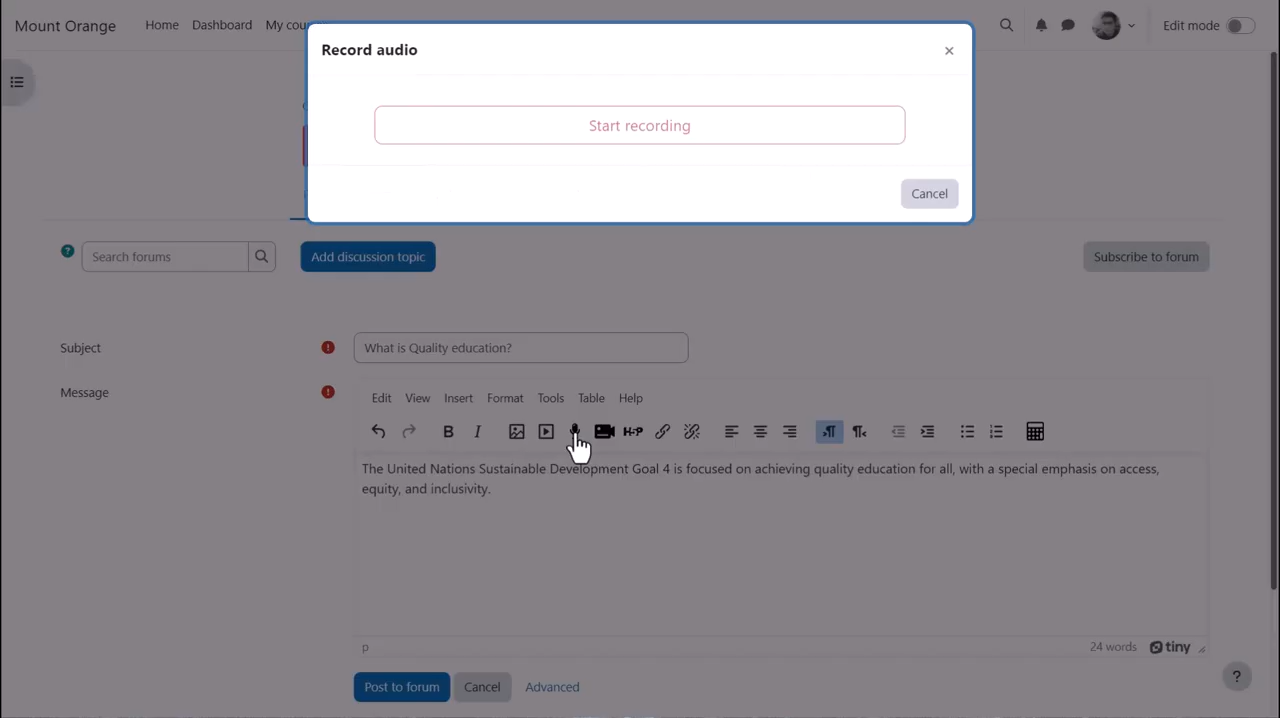 Mount Orange
Home
Dashboard
My cou
Edit mode
Record audio
Start recording
Cancel
Search forums
Add discussion topic
Subscribe to forum
Subject
What is Quality education?
Message
Edit
View
Insert
Format
Tools
Table
Help
B
I
H-P
The United Nations Sustainable Development Goal 4 is focused on achieving quality education for all, with a special emphasis on access,
equity, and inclusivity.
p
24 words
tiny
Post to forum
Cancel
Advanced
?